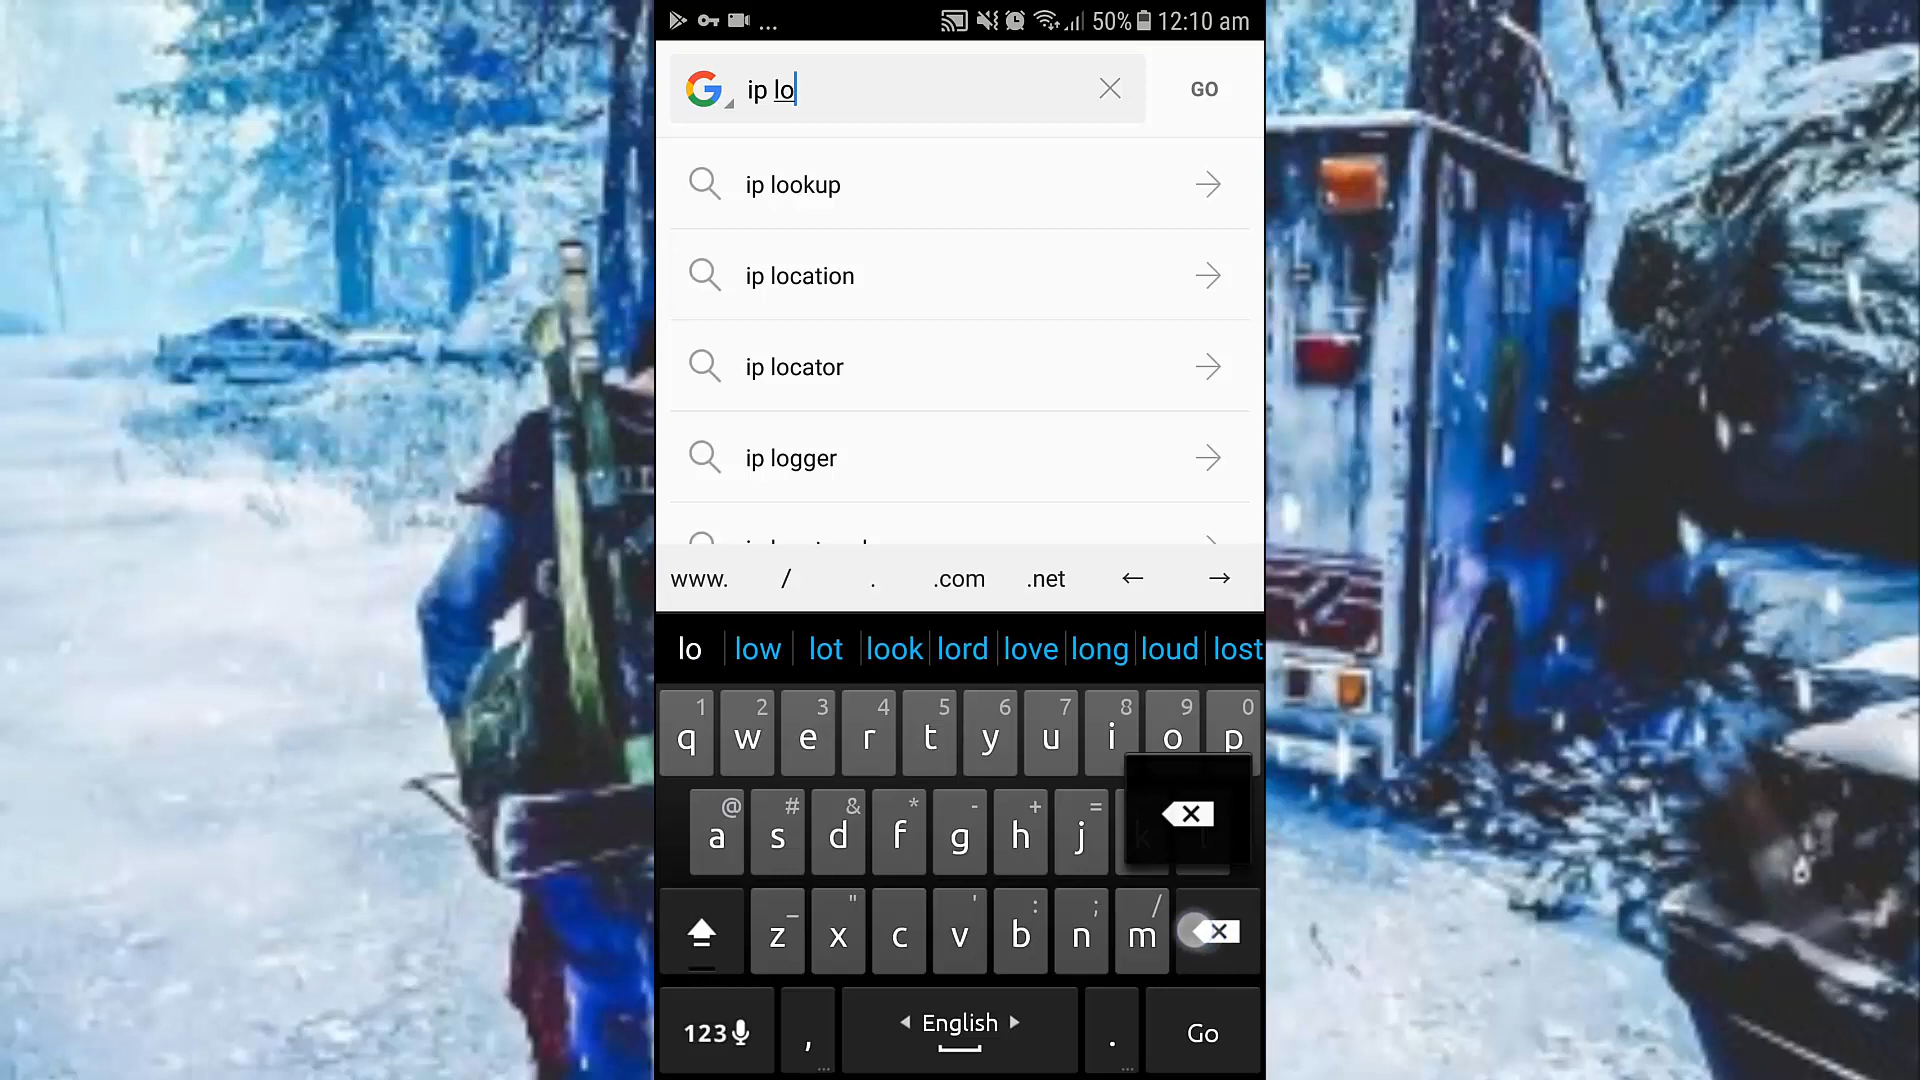 ... 50% 12:10 am
ip lo GO
ip lookup
ip location
ip locator
ip logger
www. / . .com .net ← →
lo low lot look lord love long loud lost
1 2 3 4 5 6 7 8 9 0
q w e r t y u i o p
@ # & * - + =
a s d f g h j k l
_ " ' : ; /
z x c v b n m
123 , English . Go